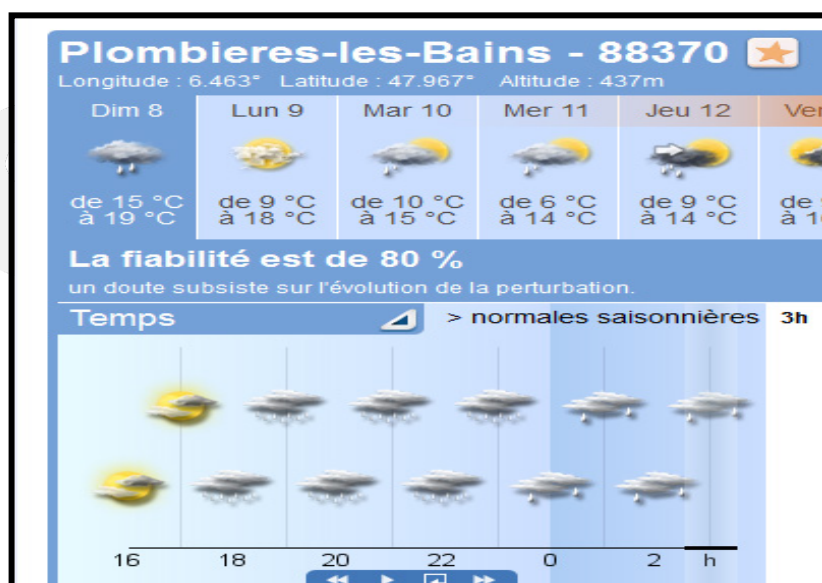 Plombieres-les-Bains - 88370
Longitude : 6.463° Latitude : 47.967° Altitude : 437m
Dim 8 Lun 9 Mar 10 Mer 11 Jeu 12
de 15 °C de 9 °C de 10 °C de 6 °C de 9 °C de
à 19 °C à 18 °C à 15 °C à 14 °C à 14 °C
La fiabilité est de 80 %
un doute subsiste sur l'évolution de la perturbation.
Temps > normales saisonnières 3h
16 18 20 22 0 2 h